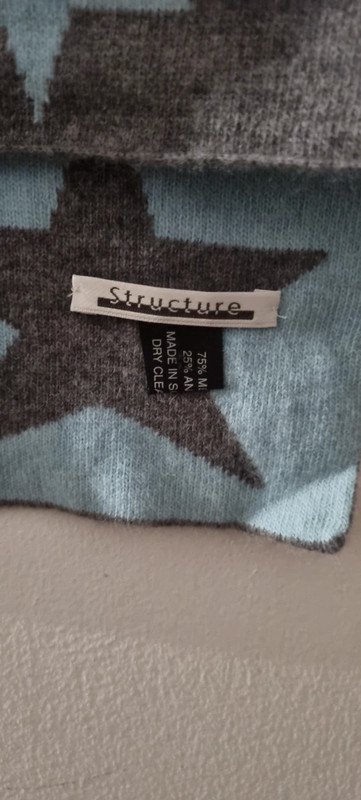 Structure
75% M
25% AN
MADE IN S
DRY CLE